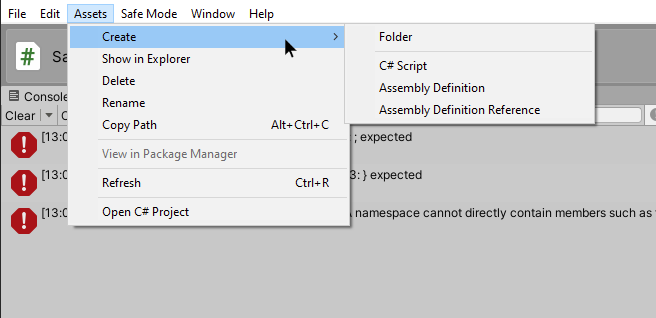 File Edit Assets Safe Mode Window Help
Create > Folder
Show in Explorer
C# Script
Delete
Assembly Definition
Rename
Assembly Definition Reference
Copy Path Alt+Ctrl+C
View in Package Manager
Refresh Ctrl+R
Open C# Project
#
Console
Clear
[13:0 ; expected
[13:0 3: } expected
[13:0 namespace cannot directly contain members such as